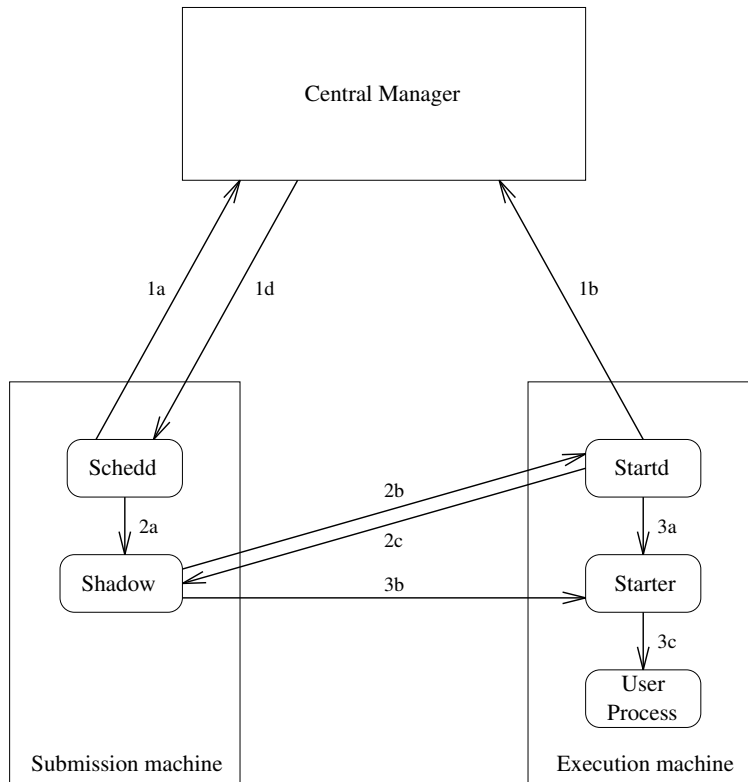 Central Manager
1a
1d
1b
Schedd
Startd
2b
2a
2c
3a
Shadow
3b
Starter
3c
User
Process
Submission machine
Execution machine